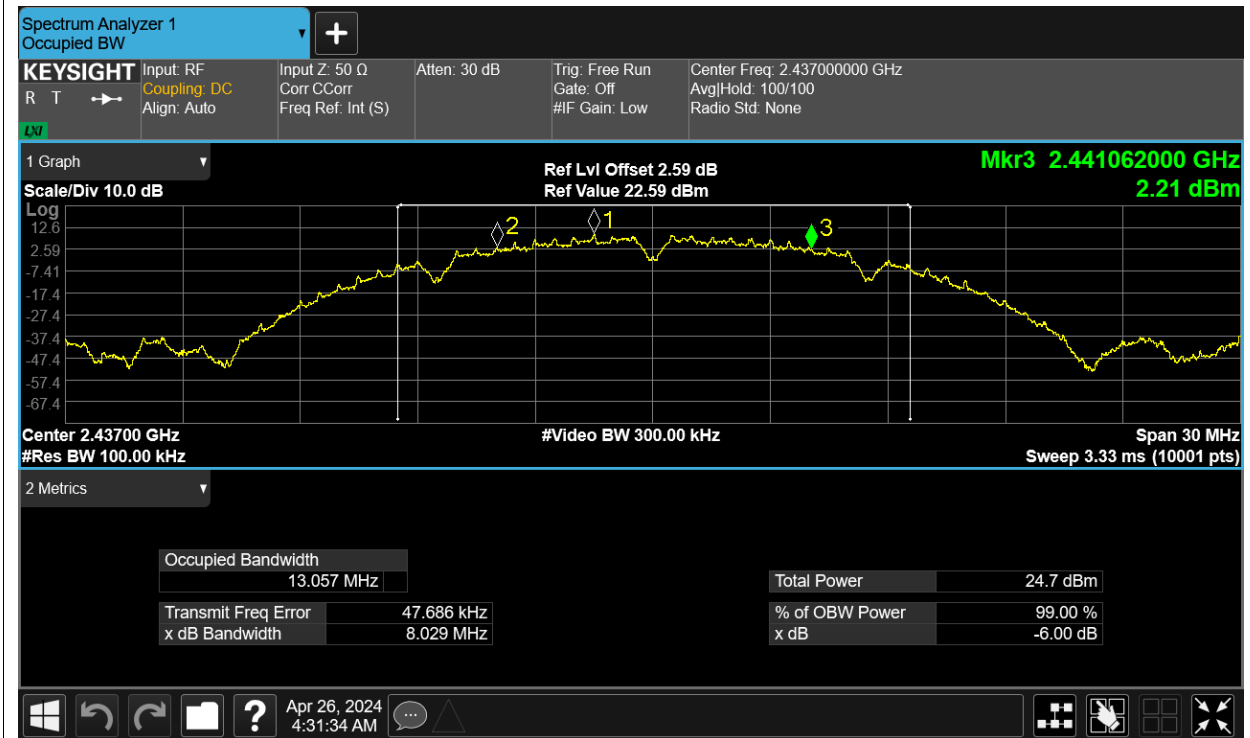 Spectrum Analyzer 1
Occupied BW
+
KEYSIGHT Input: RF Input Z: 50 Ω Atten: 30 dB Trig: Free Run Center Freq: 2.437000000 GHz
R T Coupling: DC Corr CCorr Gate: Off Avg|Hold: 100/100
Align: Auto Freq Ref: Int (S) #IF Gain: Low Radio Std: None
LXI
1 Graph Ref Lvl Offset 2.59 dB Mkr3 2.441062000 GHz
Scale/Div 10.0 dB Ref Value 22.59 dBm 2.21 dBm
Log
12.6
2.59
-7.41
-17.4
-27.4
-37.4
-47.4
-57.4
-67.4
2 1 3
Center 2.43700 GHz #Video BW 300.00 kHz Span 30 MHz
#Res BW 100.00 kHz Sweep 3.33 ms (10001 pts)
2 Metrics
Occupied Bandwidth
13.057 MHz Total Power 24.7 dBm
Transmit Freq Error 47.686 kHz % of OBW Power 99.00 %
x dB Bandwidth 8.029 MHz x dB -6.00 dB
? Apr 26, 2024
4:31:34 AM